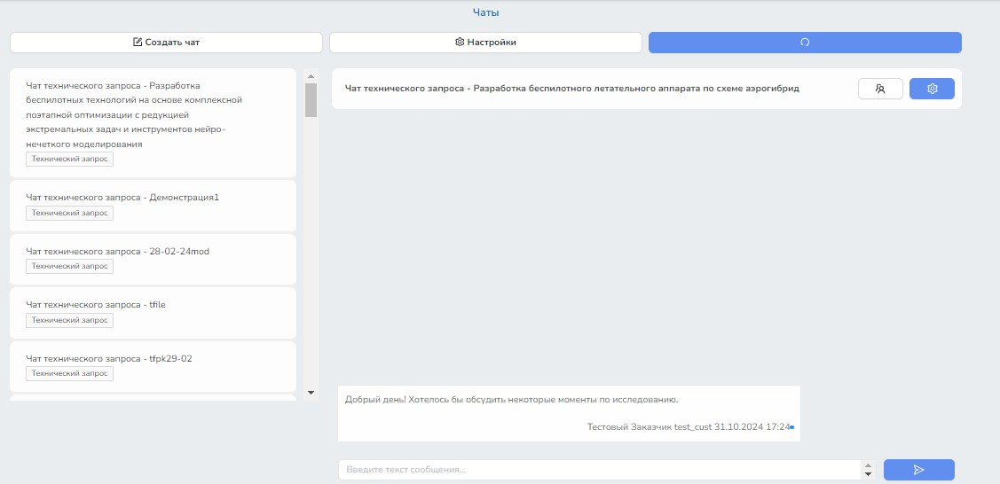 Чаты
Создать чат
Настройки
Чат технического запроса - Разработка
беспилотных технологий на основе комплексной
поэтапной оптимизации с редукцией
экстремальных задач и инструментов нейро-
нечеткого моделирования
Технический запрос
Чат технического запроса - Демонстрация1
Технический запрос
Чат технического запроса - 28-02-24mod
Технический запрос
Чат технического запроса - tfile
Технический запрос
Чат технического запроса - tfpk29-02
Технический запрос
Чат технического запроса - Разработка беспилотного летательного аппарата по схеме аэрогибрид
Добрый день! Хотелось бы обсудить некоторые моменты по исследованию.
Тестовый Заказчик test_cust 31.10.2024 17:24
Введите текст сообщения...